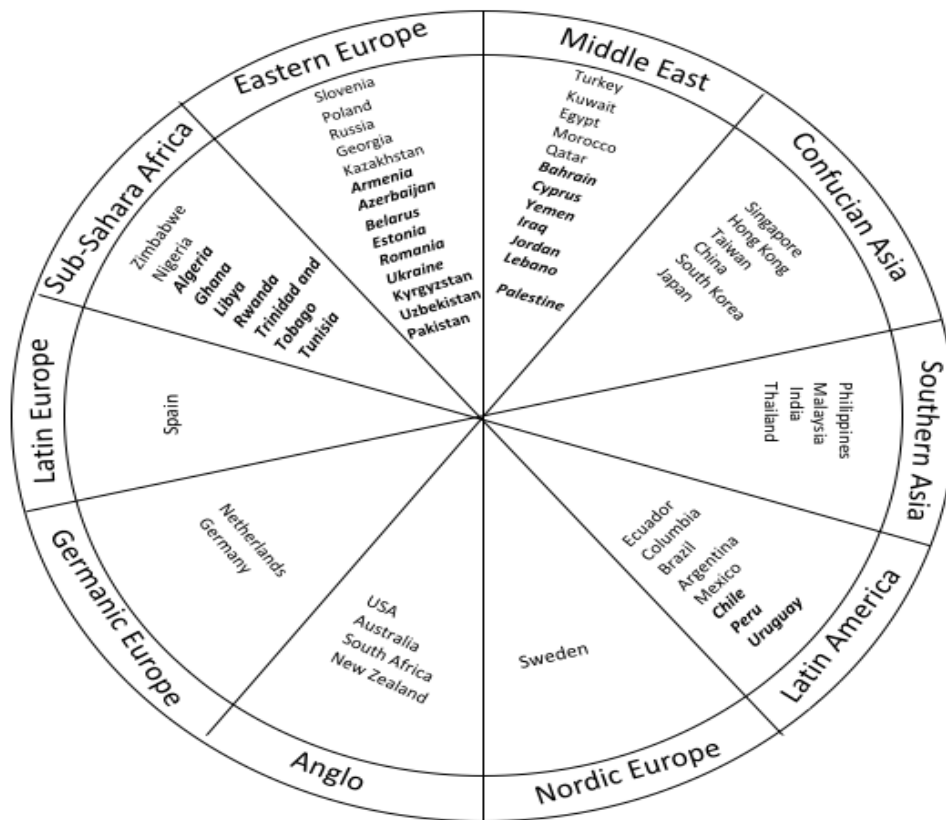 Eastern Europe
Slovenia
Poland
Russia
Georgia
Kazakhstan
Armenia
Azerbaijan
Belarus
Estonia
Romania
Ukraine
Kyrgyzstan
Uzbekistan
Pakistan
Middle East
Turkey
Kuwait
Egypt
Morocco
Qatar
Bahrain
Cyprus
Yemen
Iraq
Jordan
Lebano
Palestine
Confucian Asia
Singapore
Hong Kong
Taiwan
China
South Korea
Japan
Southern Asia
Philippines
Malaysia
India
Thailand
Latin America
Ecuador
Columbia
Brazil
Argentina
Mexico
Chile
Peru
Uruguay
Nordic Europe
Sweden
Anglo
USA
Australia
South Africa
New Zealand
Germanic Europe
Netherlands
Germany
Latin Europe
Spain
Sub-Sahara Africa
Zimbabwe
Nigeria
Algeria
Ghana
Libya
Rwanda
Trinidad and
Tobago
Tunisia